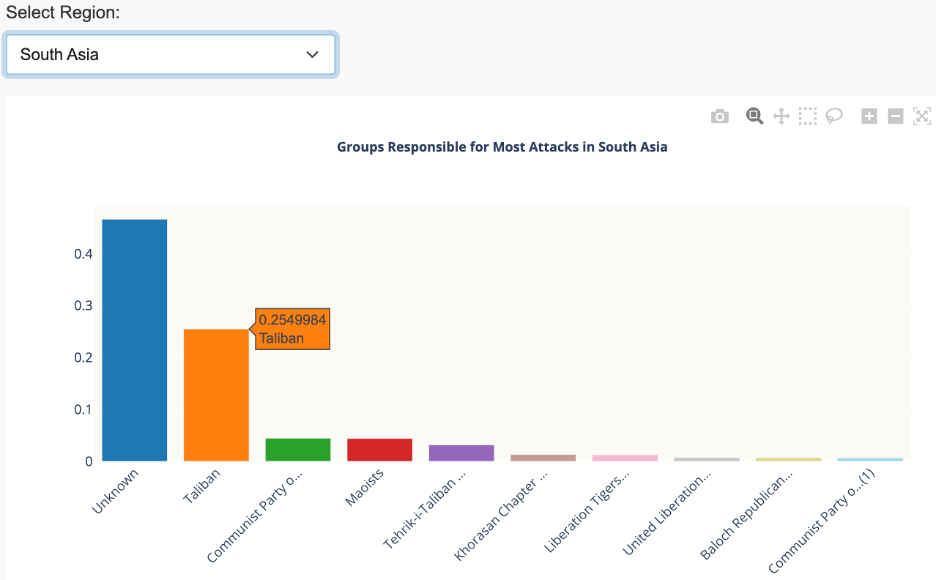 Select Region:
South Asia
Groups Responsible for Most Attacks in South Asia
0.4
0.3
0.2
0.1
0
0.2549984
Taliban
Unknown
Taliban
Communist Party o...
Maoists
Tehrik-i-Taliban ...
Khorasan Chapter ...
Liberation Tigers...
United Liberation...
Baloch Republican...
Communist Party o...(1)